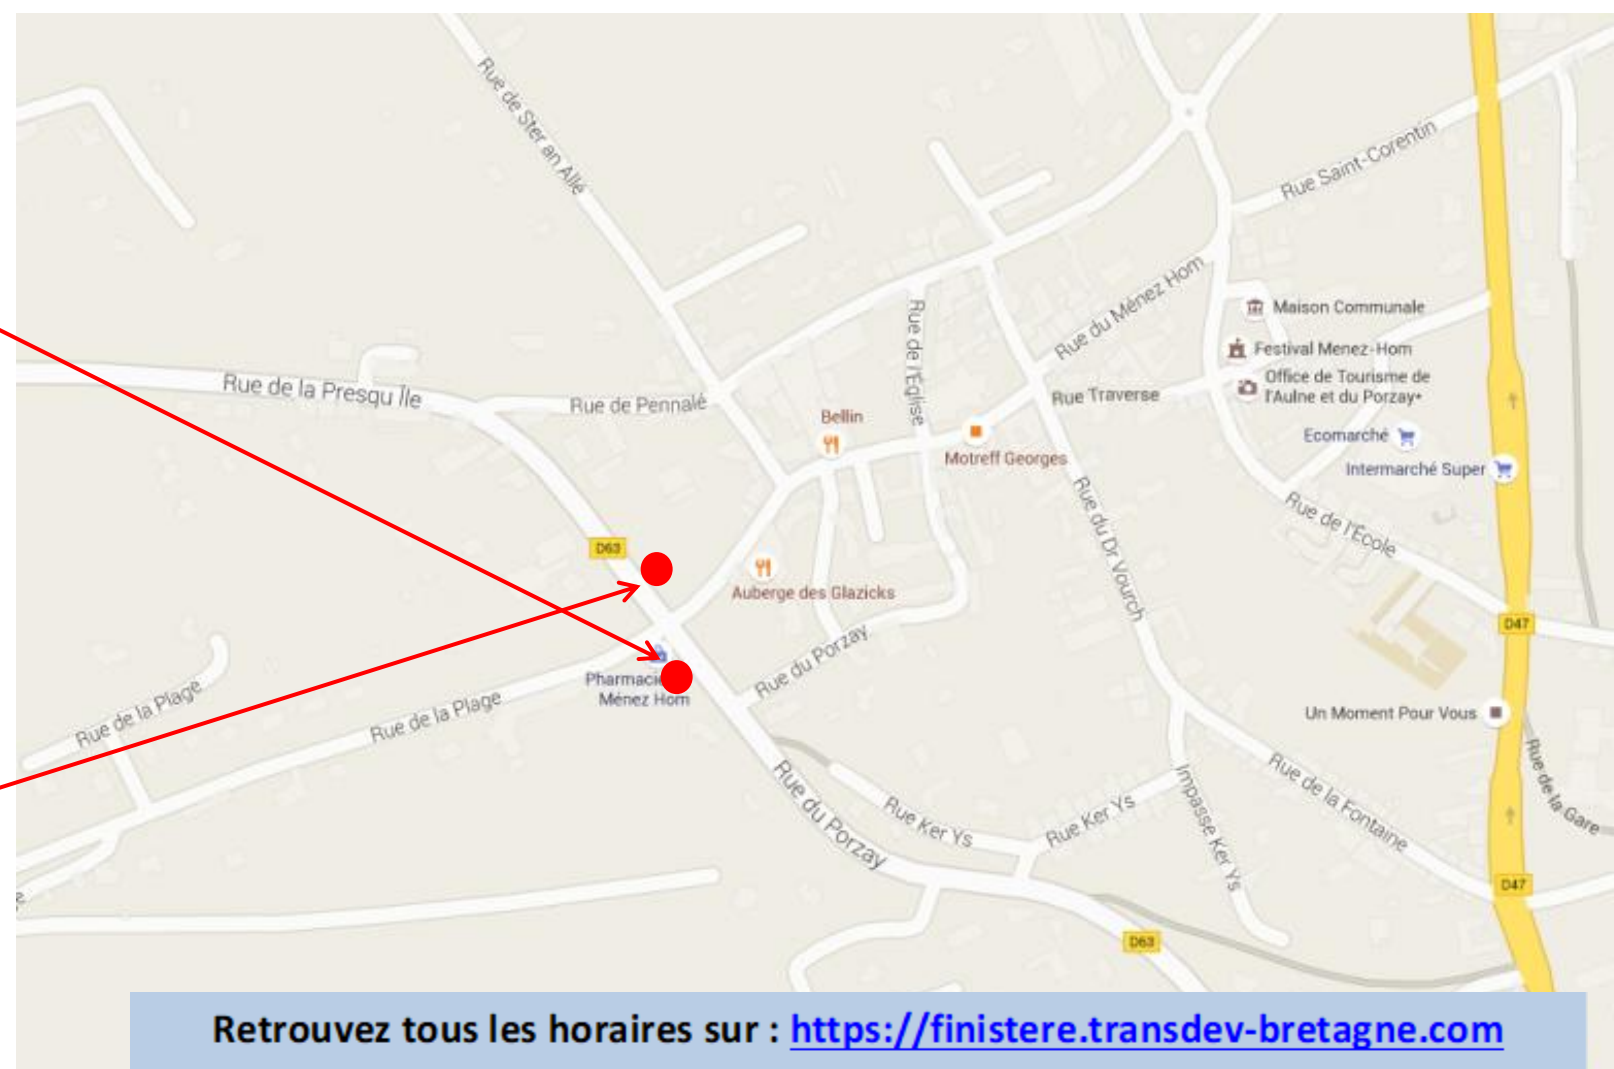 Rue de Ster an Allé
Rue Saint-Corentin
Rue du Ménez Hom
Rue de l'Église
Maison Communale
Festival Menez-Hom
Office de Tourisme de
l'Aulne et du Porzay•
Rue de la Presqu Île
Rue de Pennalé
Rue Traverse
Bellin
Motreff Georges
Ecomarché
Intermarché Super
Rue de l'École
Rue du Dr Vourch
D63
Auberge des Glazicks
D47
Rue du Porzay
Pharmacie
Ménez Hom
Rue de la Plage
Rue de la Plage
Un Moment Pour Vous
Rue de la Gare
Rue du Porzay
Rue Ker Ys
Rue Ker Ys
Impasse Ker Ys
Rue de la Fontaine
D47
D63
Retrouvez tous les horaires sur : https://finistere.transdev-bretagne.com